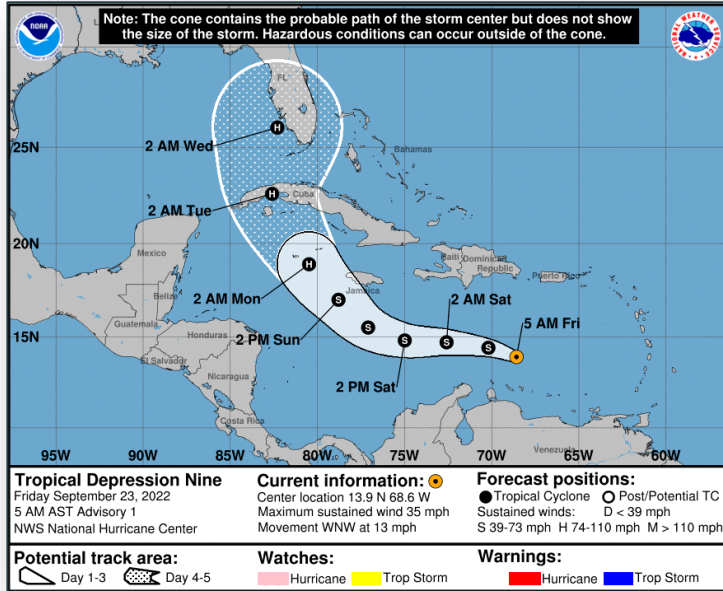 Note: The cone contains the probable path of the storm center but does not show
the size of the storm. Hazardous conditions can occur outside of the cone.
NOAA
NATIONAL WEATHER SERVICE
FL
2 AM Wed
25N
Bahamas
2 AM Tue
Cuba
20N
Mexico
Haiti Dominican Republic
Puerto Rico
2 AM Mon
Jamaica
2 AM Sat
Belize
5 AM Fri
Guatemala
Honduras
2 PM Sun
15N
El Salvador
Nicaragua
2 PM Sat
Costa Rica
Venezuela
H
H
H
S
S
S
S
S
95W 90W 85W 80W 75W 70W 65W 60W
Tropical Depression Nine
Friday September 23, 2022
5 AM AST Advisory 1
NWS National Hurricane Center
Current information:
Center location 13.9 N 68.6 W
Maximum sustained wind 35 mph
Movement WNW at 13 mph
Forecast positions:
Tropical Cyclone Post/Potential TC
Sustained winds: D < 39 mph
S 39-73 mph H 74-110 mph M > 110 mph
Potential track area:
Day 1-3 Day 4-5
Watches:
Hurricane Trop Storm
Warnings:
Hurricane Trop Storm